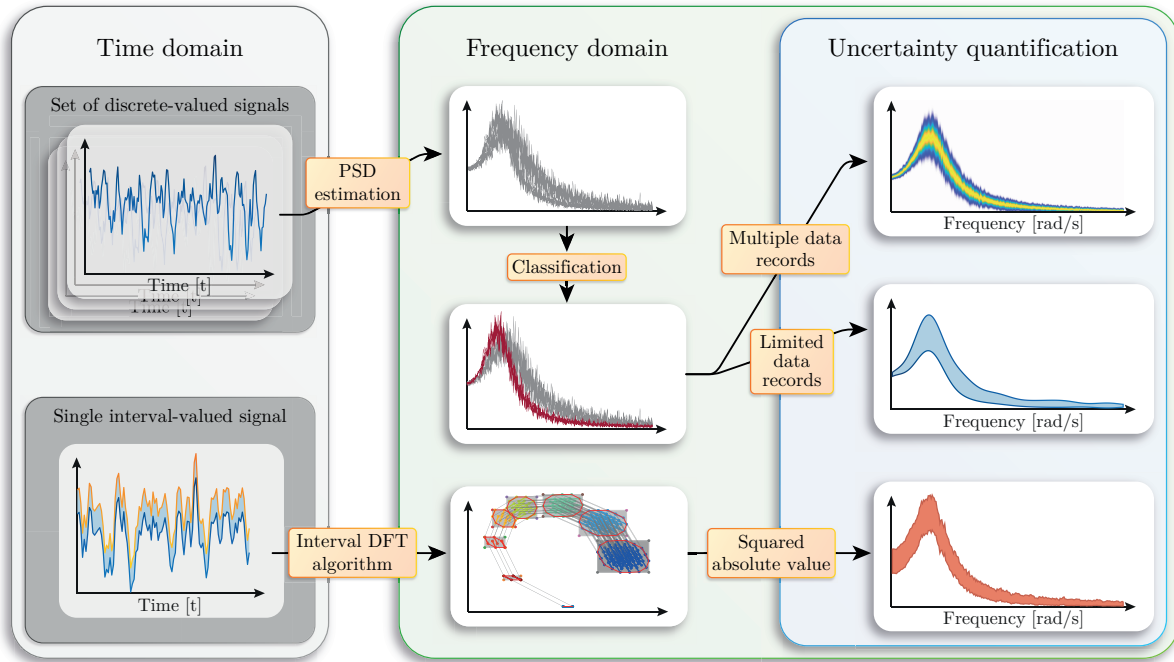 Time domain
Set of discrete-valued signals
Time [t]
Time [t]
Time [t]
Single interval-valued signal
Time [t]
PSD
estimation
Interval DFT
algorithm
Frequency domain
Classification
Multiple data
records
Limited
data
records
Squared
absolute value
Uncertainty quantification
Frequency [rad/s]
Frequency [rad/s]
Frequency [rad/s]